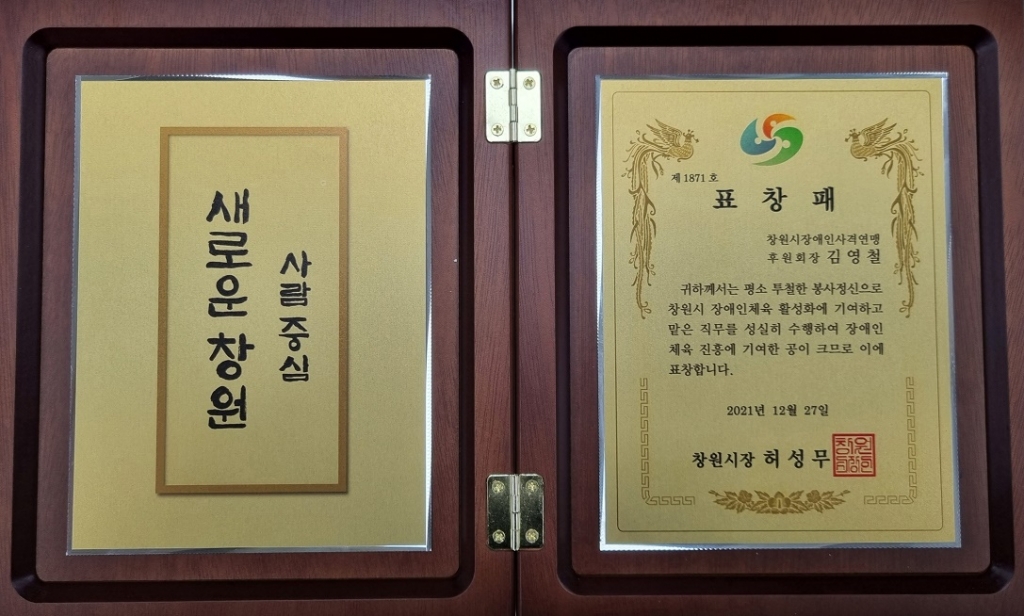 사람중심
새로운창원
제 1871 호
표 창 패
창원시장애인사격연맹
후원회장 김영철
귀하께서는 평소 투철한 봉사정신으로
창원시 장애인체육 활성화에 기여하고
맡은 직무를 성실히 수행하여 장애인
체육 진흥에 기여한 공이 크므로 이에
표창합니다.
2021년 12월 27일
창원시장 허성무